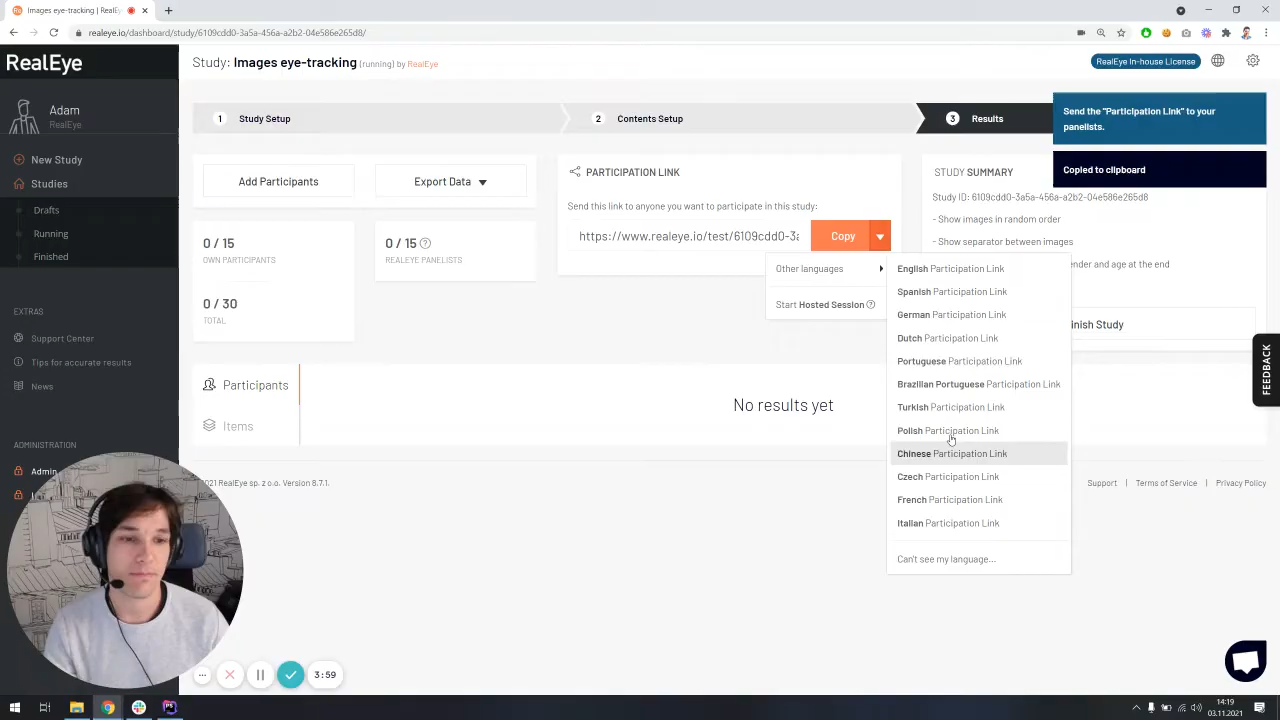 Images eye-tracking | RealEye
realeye.io/dashboard/study/6109cdd0-3a5a-456a-a2b2-04e586e265d8/
RealEye
Study: Images eye-tracking (running) by RealEye
RealEye In-house License
Adam
RealEye
New Study
Studies
Drafts
Running
Finished
EXTRAS
Support Center
Tips for accurate results
News
ADMINISTRATION
Admin
1 Study Setup
2 Contents Setup
3 Results
Send the "Participation Link" to your
panelists.
Copied to clipboard
Add Participants
Export Data
0 / 15
OWN PARTICIPANTS
0 / 15
REALEYE PANELISTS
0 / 30
TOTAL
PARTICIPATION LINK
Send this link to anyone you want to participate in this study:
https://www.realeye.io/test/6109cdd0-3a
Copy
Other languages
Start Hosted Session
English Participation Link
Spanish Participation Link
German Participation Link
Dutch Participation Link
Portuguese Participation Link
Brazilian Portuguese Participation Link
Turkish Participation Link
Polish Participation Link
Chinese Participation Link
Czech Participation Link
French Participation Link
Italian Participation Link
Can't see my language...
STUDY SUMMARY
Study ID: 6109cdd0-3a5a-456a-a2b2-04e586e265d8
- Show images in random order
- Show separator between images
ender and age at the end
inish Study
FEEDBACK
Participants
Items
No results yet
2021 RealEye sp. z o.o. Version 8.7.1.
Support | Terms of Service | Privacy Policy
3:59
14:19
03.11.2021